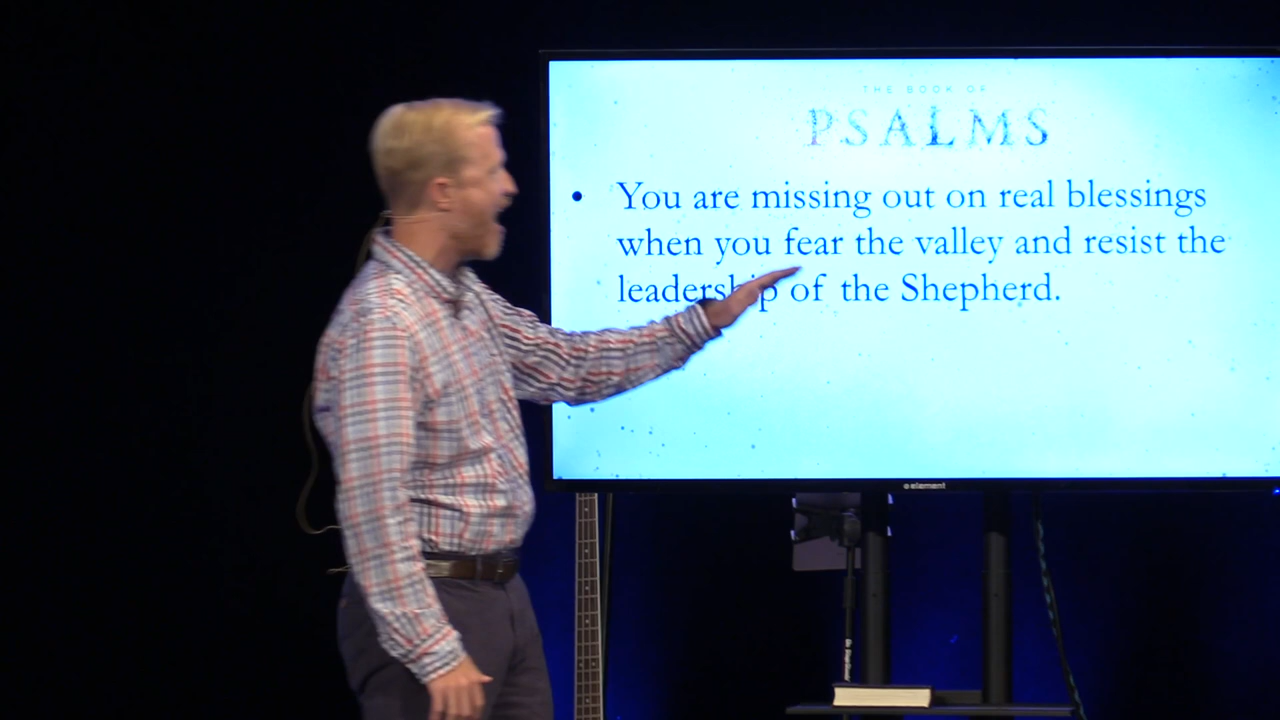 THE BOOK OF
PSALMS
• You are missing out on real blessings
when you fear the valley and resist the
leadership of the Shepherd.
element